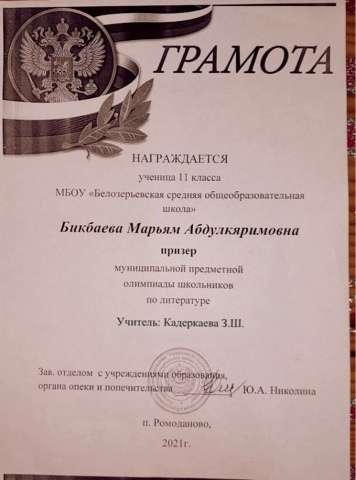 ГРАМОТА
НАГРАЖДАЕТСЯ
ученица 11 класса
МБОУ «Белозерьевская средняя общеобразовательная
школа»
Бикбаева Марьям Абдулкяримовна
призер
муниципальной предметной
олимпиады школьников
по литературе
Учитель: Кадеркаева З.Ш.
Зав. отделом с учреждениями образования,
органа опеки и попечительства Ю.А. Николина
п. Ромоданово,
2021г.